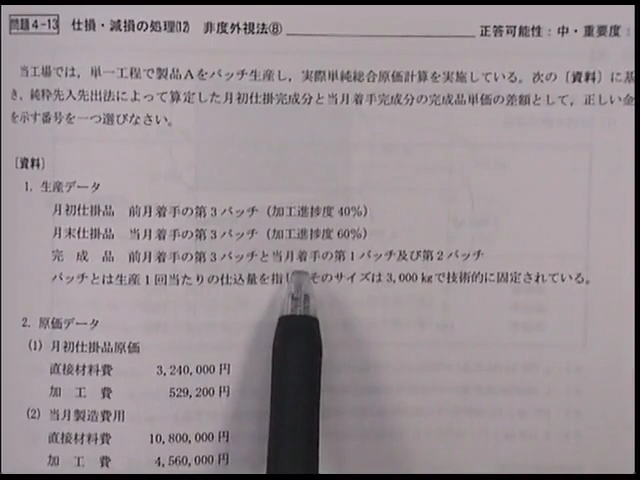 問題4-13 仕損・減損の処理(12) 非度外視法⑧ 正答可能性：中・重要度：
当工場では，単一工程で製品Aをバッチ生産し，実際単純総合原価計算を実施している。次の〔資料〕に基
き，純粋先入先出法によって算定した月初仕掛完成分と当月着手完成分の完成品単価の差額として，正しい金
を示す番号を一つ選びなさい。
〔資料〕
1．生産データ
月初仕掛品 前月着手の第3バッチ（加工進捗度40%）
月末仕掛品 当月着手の第3バッチ（加工進捗度60%）
完成品 前月着手の第3バッチと当月着手の第1バッチ及び第2バッチ
バッチとは生産1回当たりの仕込量を指し そのサイズは3,000㎏で技術的に固定されている。
2．原価データ
(1) 月初仕掛品原価
直接材料費 3,240,000円
加工費 529,200円
(2) 当月製造費用
直接材料費 10,800,000円
加工費 4,560,000円